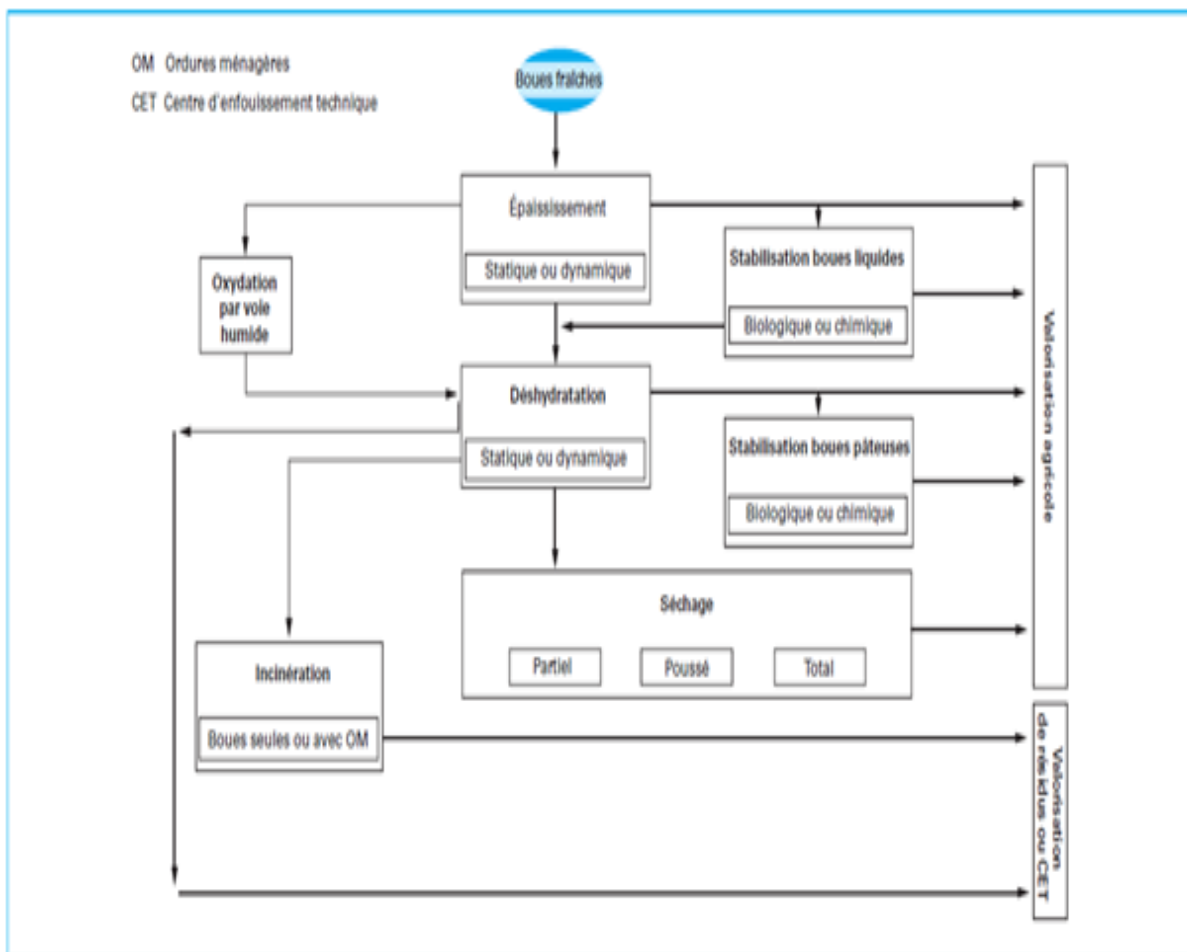 OM Ordures ménagères
CET Centre d'enfouissement technique
Boues fraîches
Épaississement
Statique ou dynamique
Stabilisation boues liquides
Biologique ou chimique
Oxydation
par voie
humide
Déshydratation
Statique ou dynamique
Stabilisation boues pâteuses
Biologique ou chimique
Séchage
Partiel
Poussé
Total
Incinération
Boues seules ou avec OM
Valorisation agricole
Valorisation
de résidus ou CET